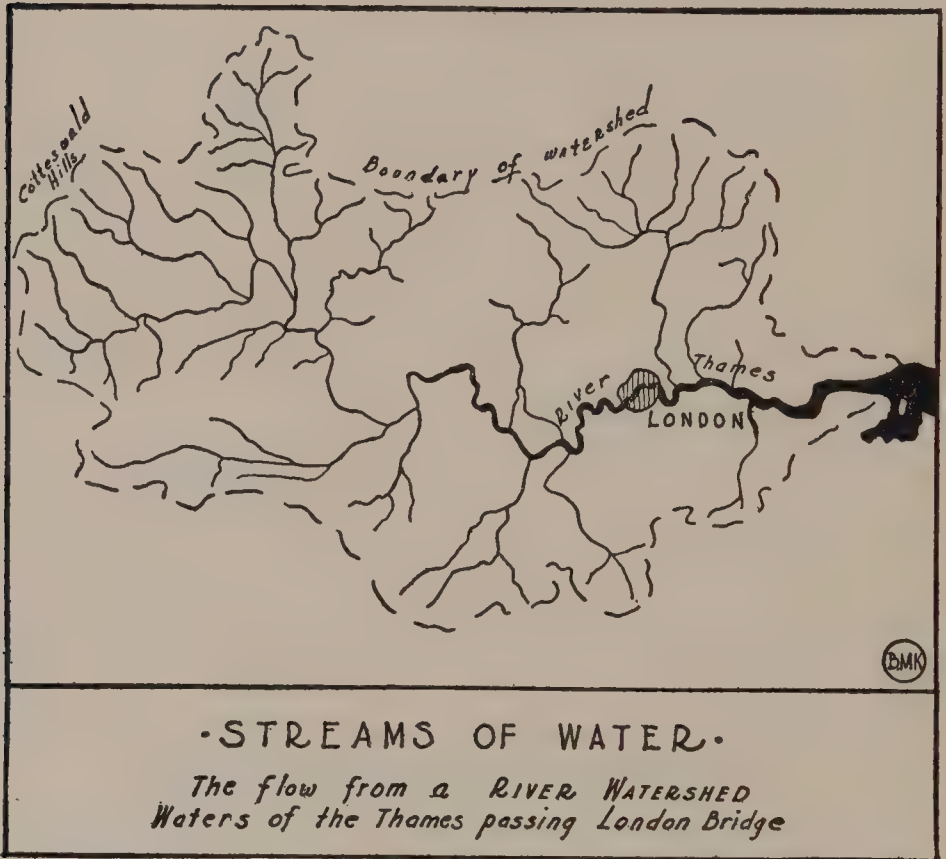 Cotteswald
Hills
Boundary of watershed
River
Thames
LONDON
BMK
·STREAMS OF WATER·
The flow from a RIVER WATERSHED
Waters of the Thames passing London Bridge